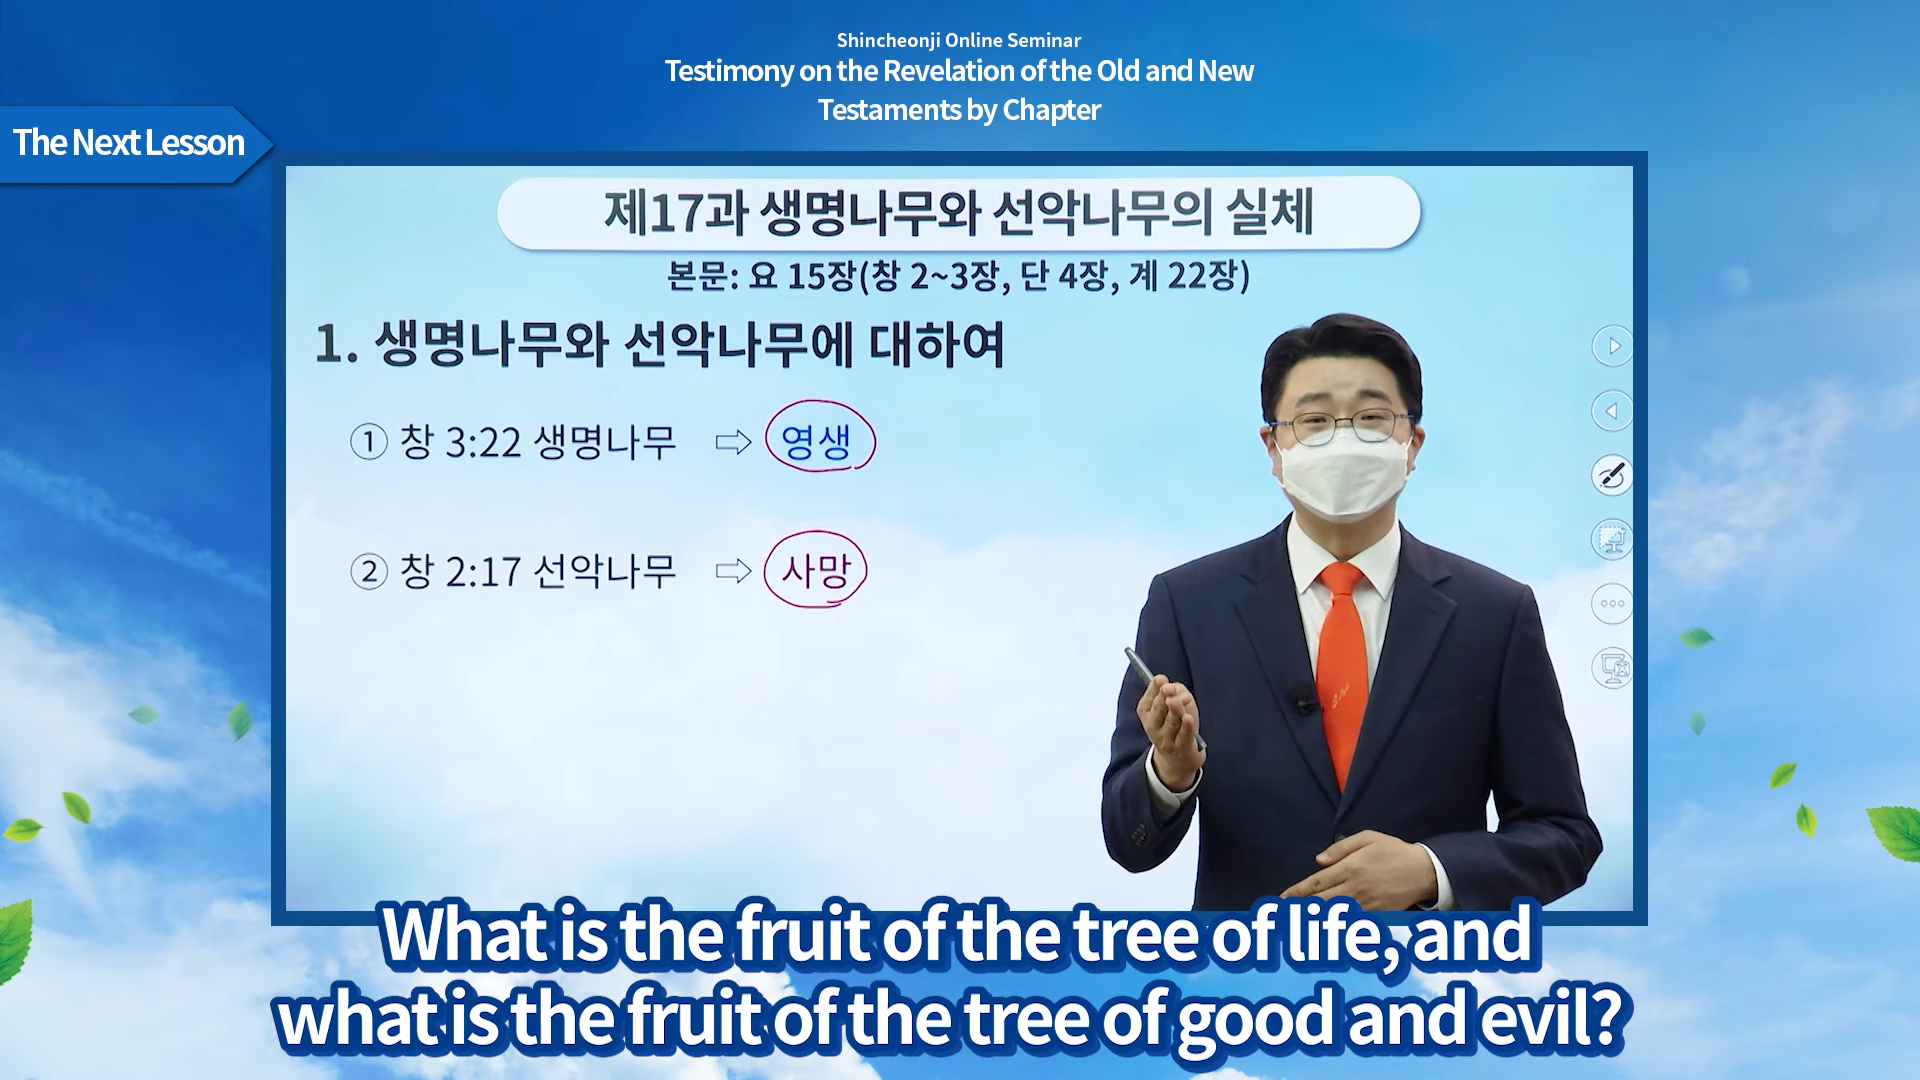 Shincheonji Online Seminar
Testimony on the Revelation of the Old and New
Testaments by Chapter
The Next Lesson
제17과 생명나무와 선악나무의 실체
본문: 요 15장(창 2~3장, 단 4장, 계 22장)
1. 생명나무와 선악나무에 대하여
① 창 3:22 생명나무 ⇨ 영생
② 창 2:17 선악나무 ⇨ 사망
What is the fruit of the tree of life, and
what is the fruit of the tree of good and evil?